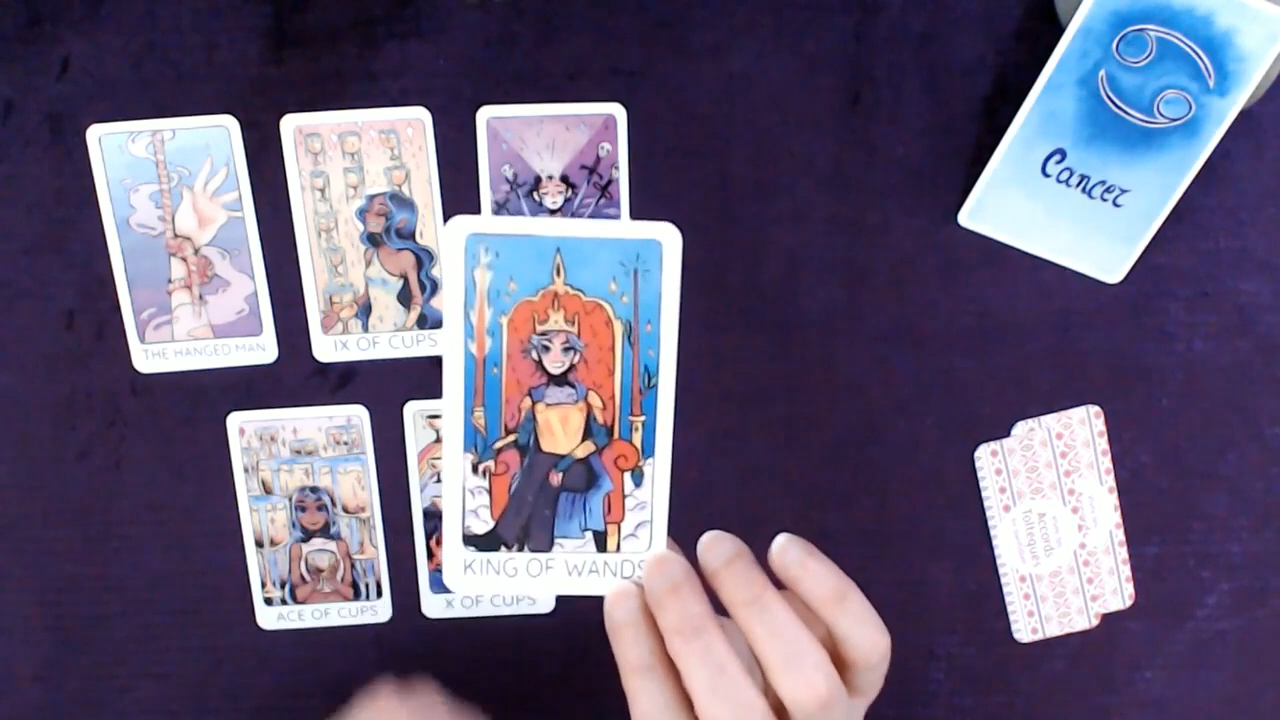 Cancer
THE HANGED MAN
IX OF CUPS
KING OF WANDS
ACE OF CUPS
X OF CUPS
Accords
Toltèques